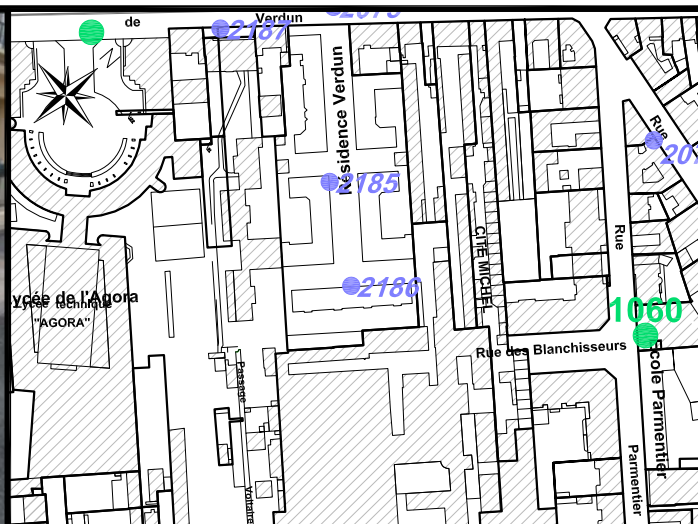 de
Verdun
2187
Résidence Verdun
Rue
2185
CITE MICHEL
Rue
2186
Lycée de l'Agora
Lycée technique
"AGORA"
1060
Rue des Blanchisseurs
Ecole Parmentier
Passage
Parmentier
Voltaire